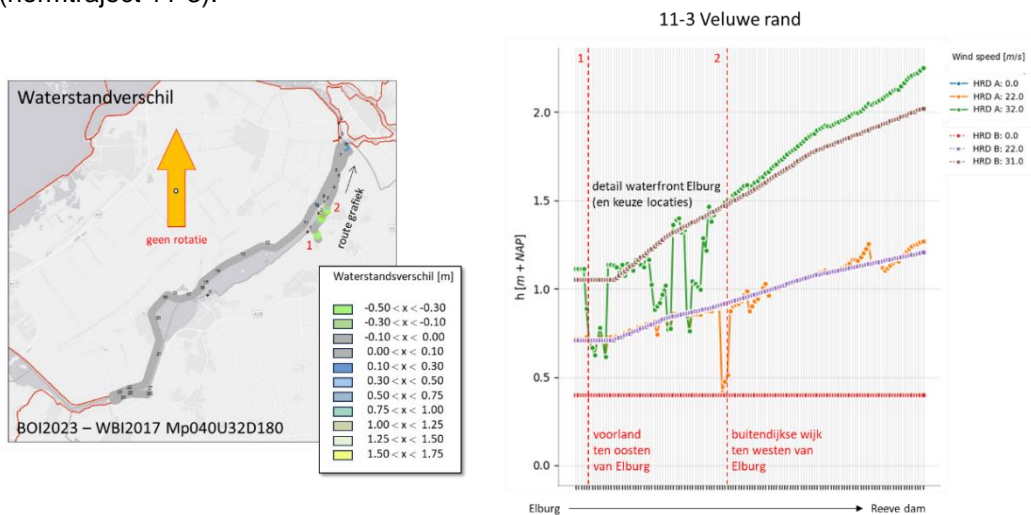 (normtraject 11-3).
11-3 Veluwe rand
Waterstandverschil
geen rotatie
route grafiek
1
2
BOI2023 – WBI2017 Mp040U32D180
Waterstandsverschil [m]
-0.50 < x < -0.30
-0.30 < x < -0.10
-0.10 < x < 0.00
0.00 < x < 0.10
0.10 < x < 0.30
0.30 < x < 0.50
0.50 < x < 0.75
0.75 < x < 1.00
1.00 < x < 1.25
1.25 < x < 1.50
1.50 < x < 1.75
h [m + NAP]
2.0
1.5
1.0
0.5
0.0
1
2
detail waterfront Elburg
(en keuze locaties)
voorland
ten oosten
van Elburg
buitendijkse wijk
ten westen van
Elburg
Elburg
Reeve dam
Wind speed [m/s]
HRD A: 0.0
HRD A: 22.0
HRD A: 32.0
HRD B: 0.0
HRD B: 22.0
HRD B: 31.0